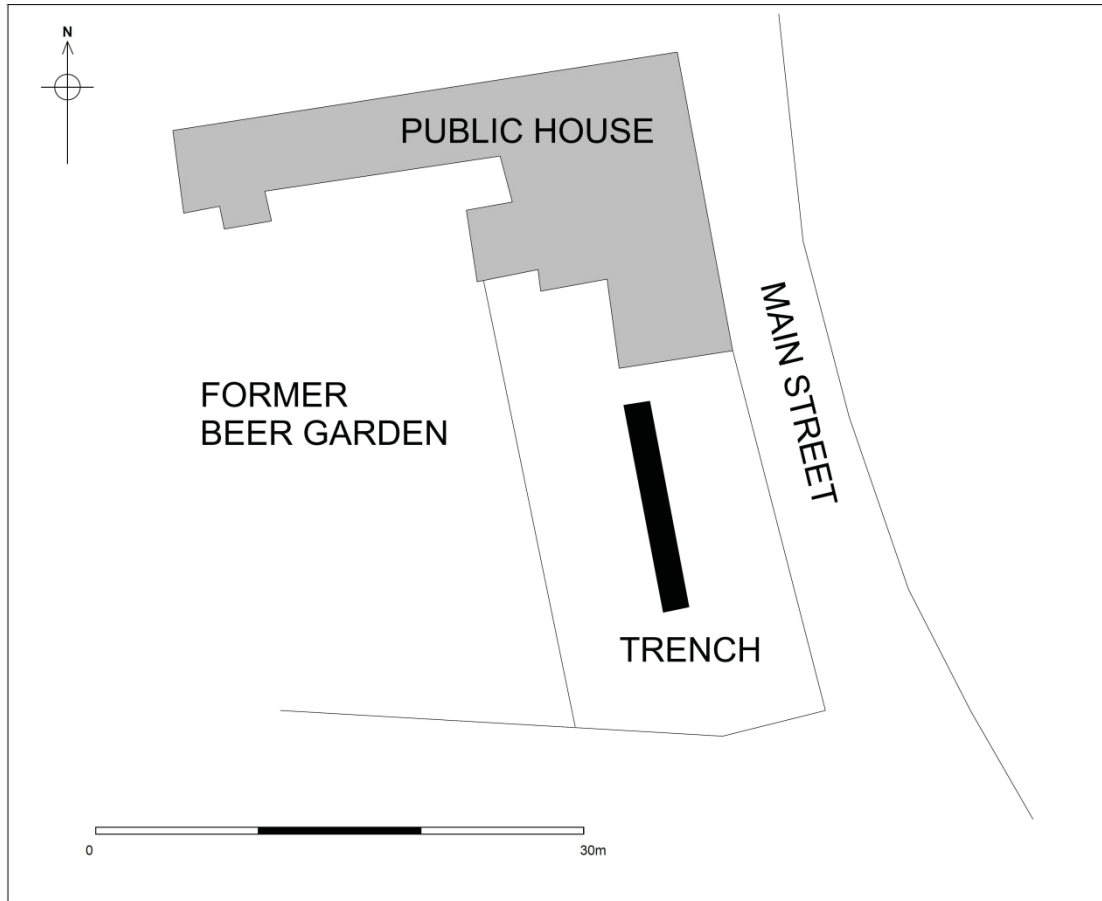 N
PUBLIC HOUSE
MAIN STREET
FORMER
BEER GARDEN
TRENCH
0
30m